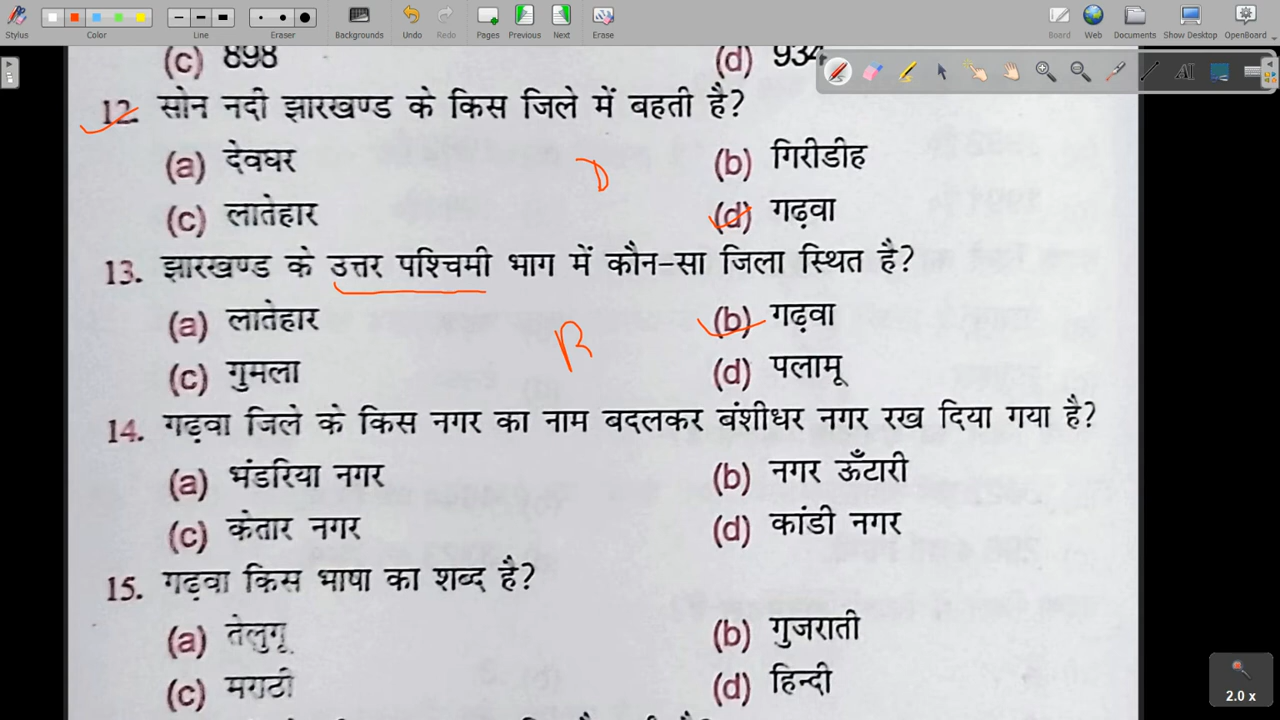 Stylus Color Line Eraser Backgrounds Undo Redo Pages Previous Next Erase Board Web Documents Show Desktop OpenBoard
(c) 898 (d) 934
12. सोन नदी झारखण्ड के किस जिले में बहती है?
(a) देवघर D (b) गिरीडीह
(c) लातेहार (d) गढ़वा
13. झारखण्ड के उत्तर पश्चिमी भाग में कौन-सा जिला स्थित है?
(a) लातेहार B (b) गढ़वा
(c) गुमला (d) पलामू
14. गढ़वा जिले के किस नगर का नाम बदलकर बंशीधर नगर रख दिया गया है?
(a) भंडरिया नगर (b) नगर ऊँटारी
(c) केतार नगर (d) कांडी नगर
15. गढ़वा किस भाषा का शब्द है?
(a) तेलुगू (b) गुजराती
(c) मराठी (d) हिन्दी
2.0 x